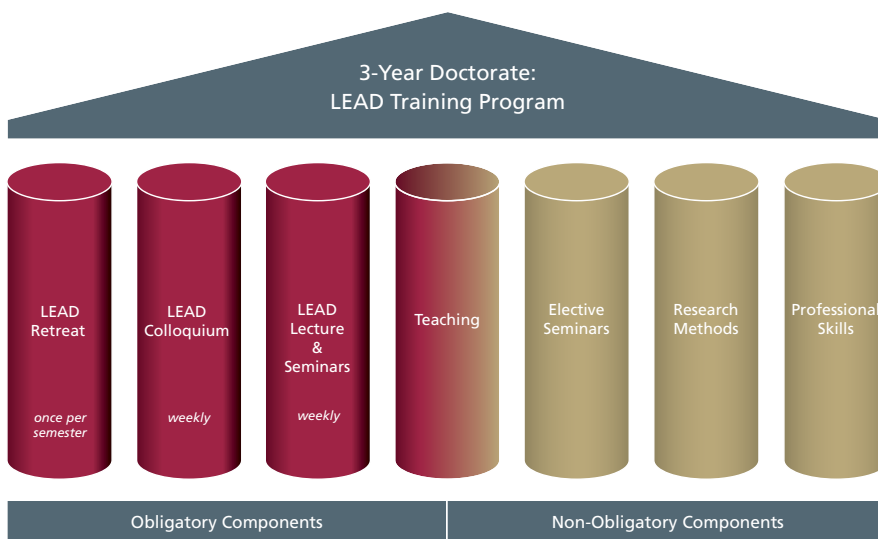 3-Year Doctorate:
LEAD Training Program
LEAD
Retreat
once per
semester
LEAD
Colloquium
weekly
LEAD
Lecture
&
Seminars
weekly
Teaching
Elective
Seminars
Research
Methods
Professional
Skills
Obligatory Components
Non-Obligatory Components